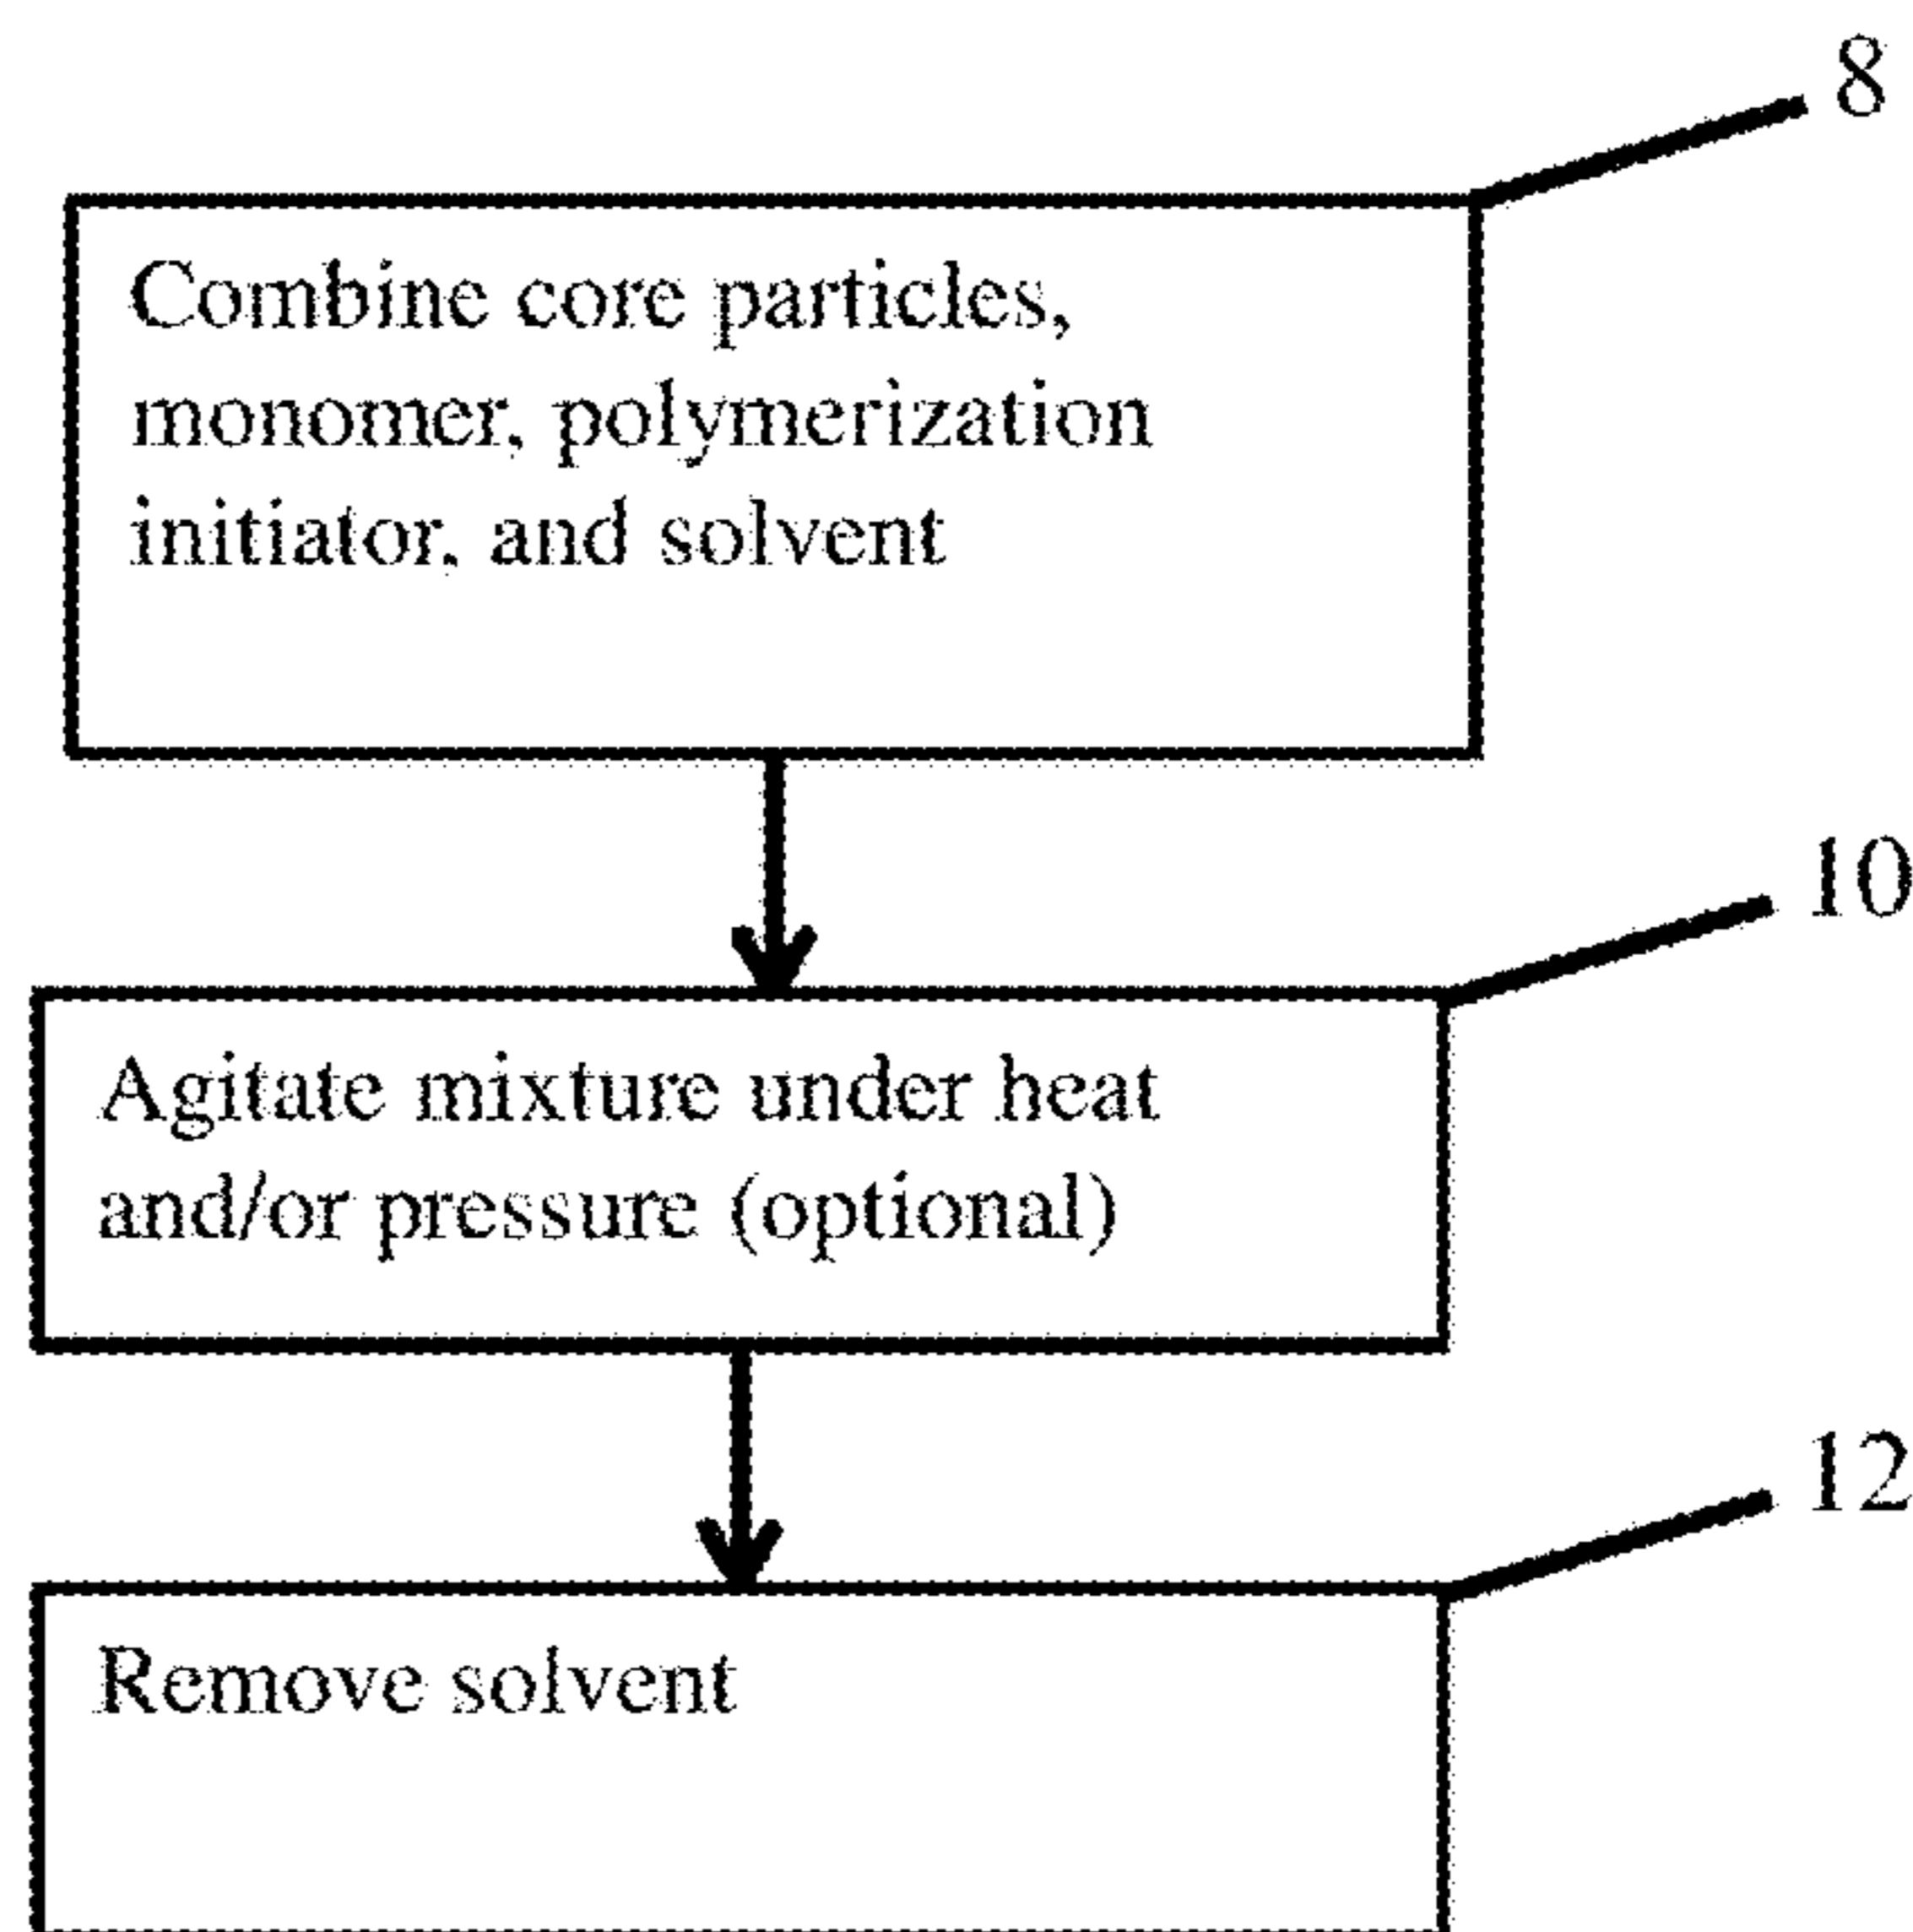 8
Combine core particles,
monomer, polymerization
initiator, and solvent
10
Agitate mixture under heat
and/or pressure (optional)
12
Remove solvent